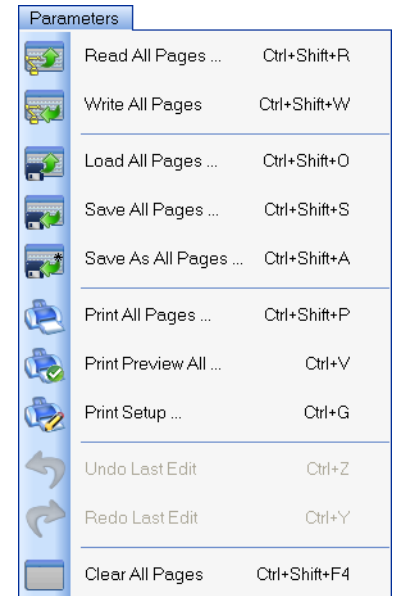 Parameters
Read All Pages ... Ctrl+Shift+R
Write All Pages Ctrl+Shift+W
Load All Pages ... Ctrl+Shift+O
Save All Pages ... Ctrl+Shift+S
Save As All Pages ... Ctrl+Shift+A
Print All Pages ... Ctrl+Shift+P
Print Preview All ... Ctrl+V
Print Setup ... Ctrl+G
Undo Last Edit Ctrl+Z
Redo Last Edit Ctrl+Y
Clear All Pages Ctrl+Shift+F4